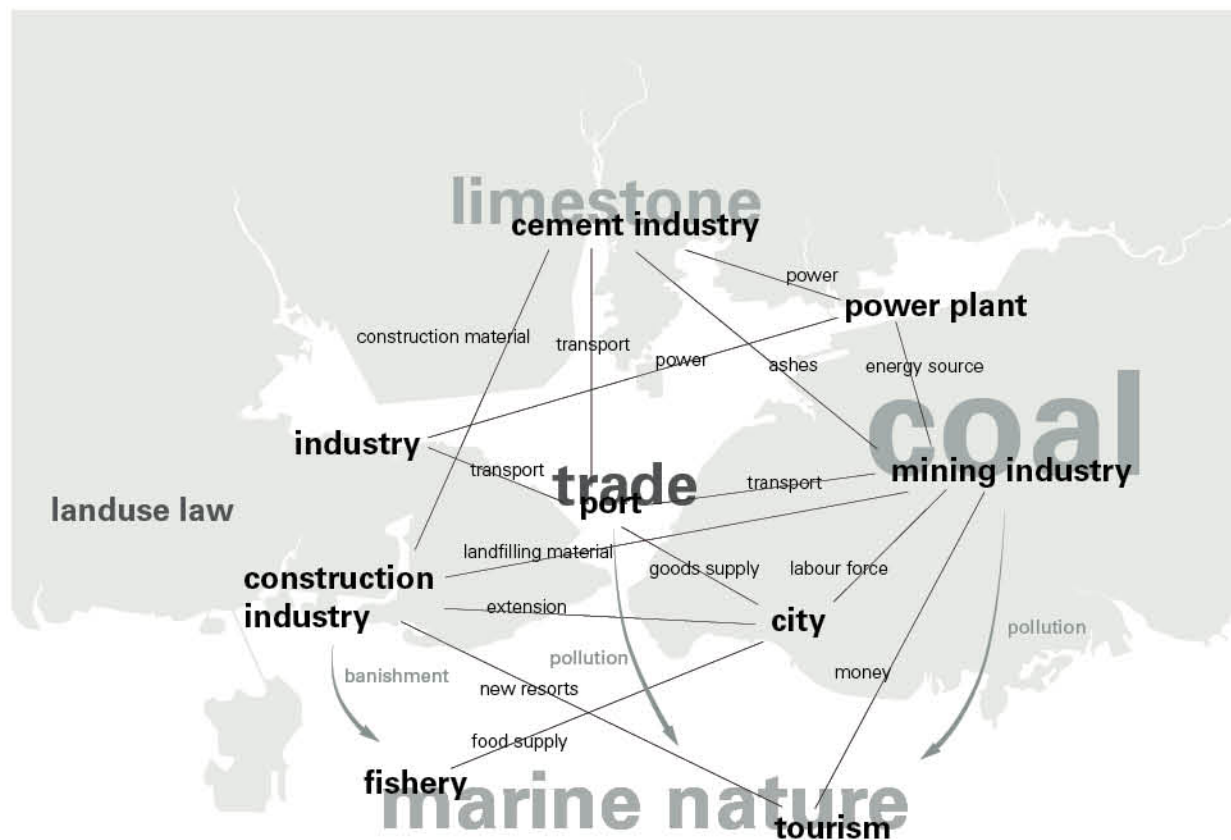 limestone
cement industry
power
power plant
construction material
transport
power
ashes
energy source
coal
industry
transport
trade
port
transport
mining industry
landuse law
landfilling material
goods supply
labour force
construction
industry
extension
city
pollution
banishment
pollution
new resorts
money
food supply
fishery
marine nature
tourism